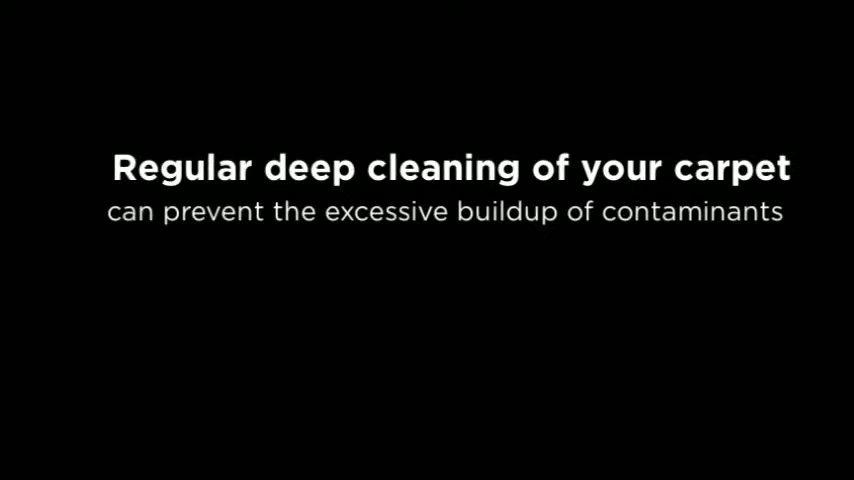 Regular deep cleaning of your carpet
can prevent the excessive buildup of contaminants